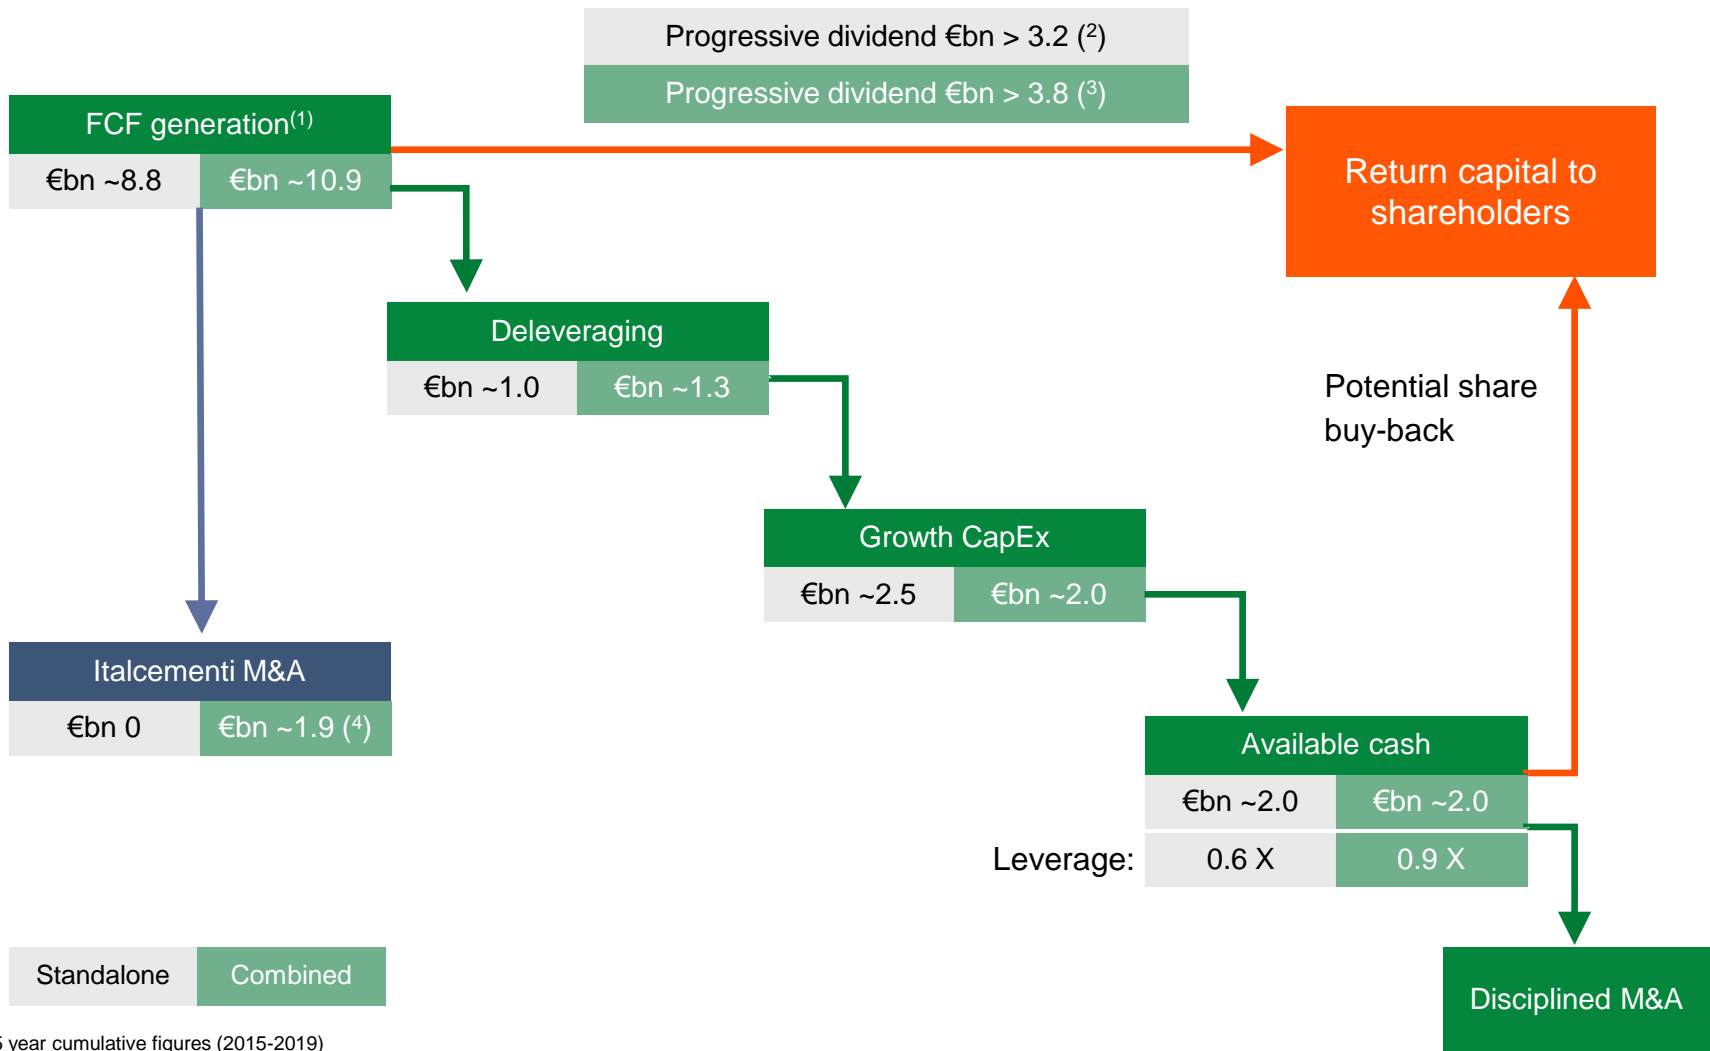 Progressive dividend €bn > 3.2 (²)
Progressive dividend €bn > 3.8 (³)
FCF generation⁽¹⁾
€bn ~8.8
€bn ~10.9
Return capital to
shareholders
Deleveraging
€bn ~1.0
€bn ~1.3
Potential share
buy-back
Growth CapEx
€bn ~2.5
€bn ~2.0
Italcementi M&A
€bn 0
€bn ~1.9 (⁴)
Available cash
€bn ~2.0
€bn ~2.0
Leverage:
0.6 X
0.9 X
Standalone
Combined
Disciplined M&A
5 year cumulative figures (2015-2019)